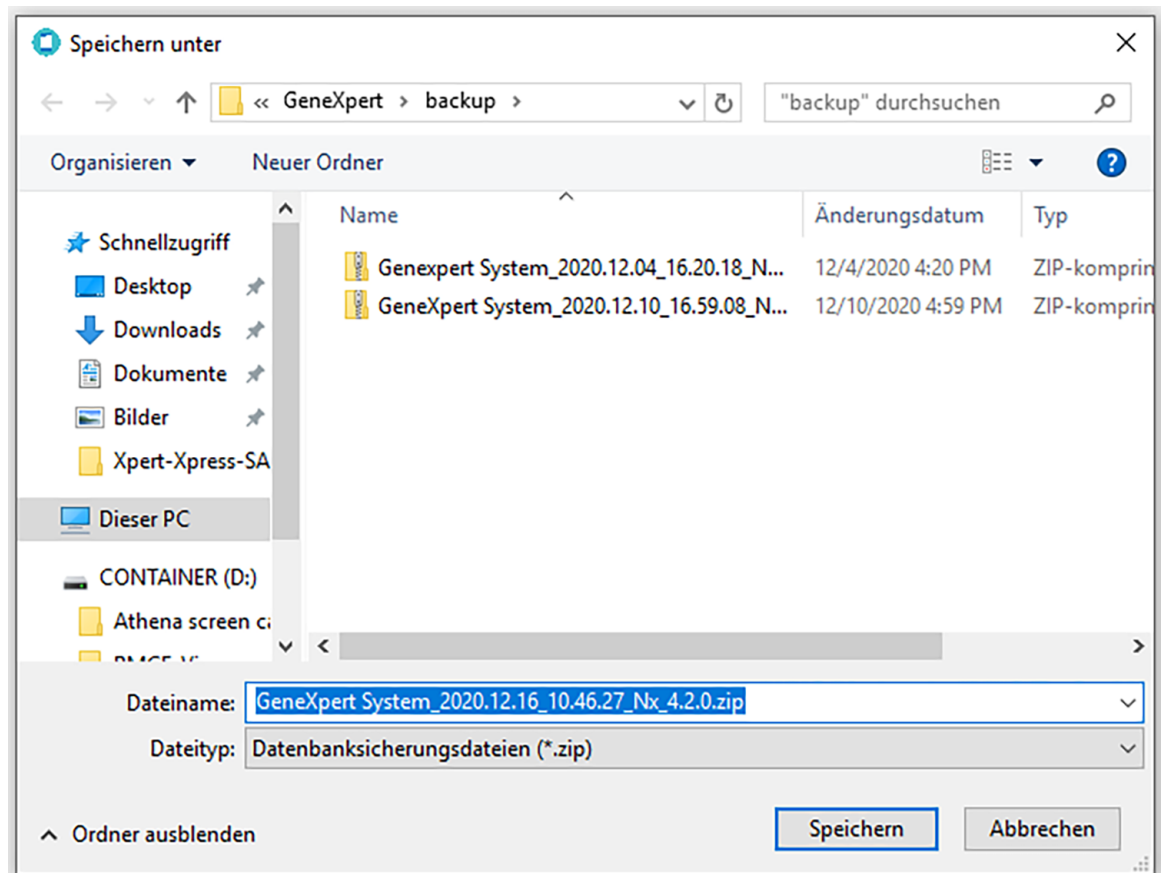 Speichern unter
« GeneXpert › backup ›
"backup" durchsuchen
Organisieren
Neuer Ordner
Name
Änderungsdatum
Typ
Schnellzugriff
Desktop
Downloads
Dokumente
Bilder
Xpert-Xpress-SA
Dieser PC
CONTAINER (D:)
Athena screen
Genexpert System_2020.12.04_16.20.18_N... 12/4/2020 4:20 PM ZIP-komprin
GeneXpert System_2020.12.10_16.59.08_N... 12/10/2020 4:59 PM ZIP-komprin
Dateiname: GeneXpert System_2020.12.16_10.46.27_Nx_4.2.0.zip
Dateityp: Datenbanksicherungsdateien (*.zip)
Ordner ausblenden
Speichern
Abbrechen